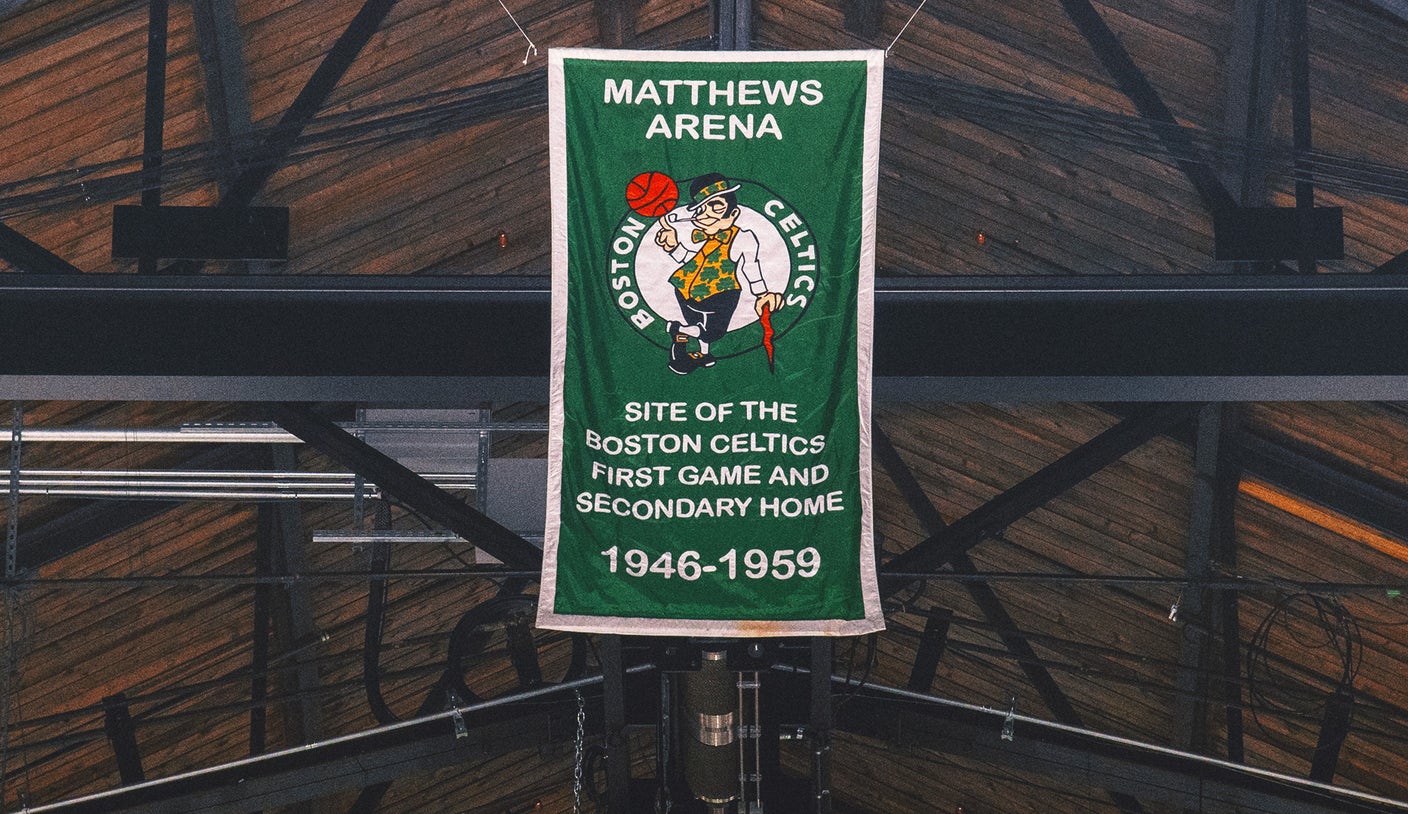 MATTHEWS
ARENA
BOSTON CELTICS
SITE OF THE
BOSTON CELTICS
FIRST GAME AND
SECONDARY HOME
1946-1959